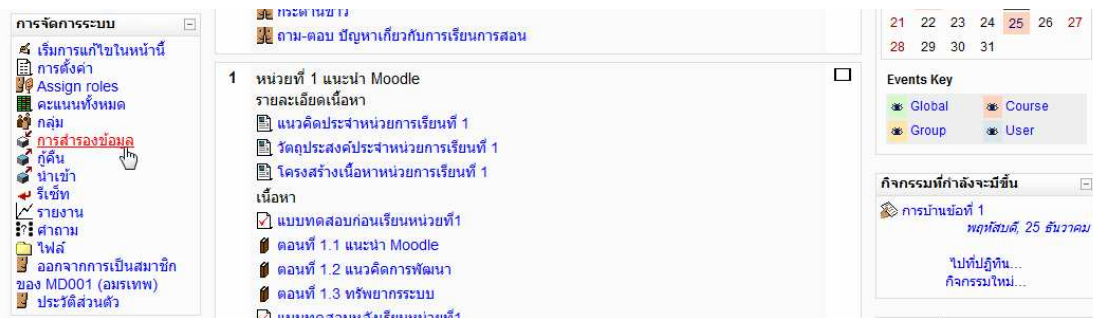 การจัดการระบบ
เริ่มการแก้ไขในหน้านี้
การตั้งค่า
Assign roles
คะแนนทั้งหมด
กลุ่ม
การสำรองข้อมูล
กู้คืน
นำเข้า
รีเซ็ท
รายงาน
คำถาม
ไฟล์
ออกจากการเป็นสมาชิก
ของ MD001 (อมรเทพ)
ประวัติส่วนตัว
กระดานข่าว
ถาม-ตอบ ปัญหาเกี่ยวกับการเรียนการสอน
1 หน่วยที่ 1 แนะนำ Moodle
รายละเอียดเนื้อหา
แนวคิดประจำหน่วยการเรียนที่ 1
วัตถุประสงค์ประจำหน่วยการเรียนที่ 1
โครงสร้างเนื้อหาหน่วยการเรียนที่ 1
เนื้อหา
แบบทดสอบก่อนเรียนหน่วยที่1
ตอนที่ 1.1 แนะนำ Moodle
ตอนที่ 1.2 แนวคิดการพัฒนา
ตอนที่ 1.3 ทรัพยากรระบบ
แบบทดสอบหลังเรียนหน่วยที่1
21 22 23 24 25 26 27
28 29 30 31
Events Key
Global Course
Group User
กิจกรรมที่กำลังจะมีขึ้น
การบ้านข้อที่ 1
พฤหัสบดี, 25 ธันวาคม
ไปที่ปฏิทิน...
กิจกรรมใหม่...